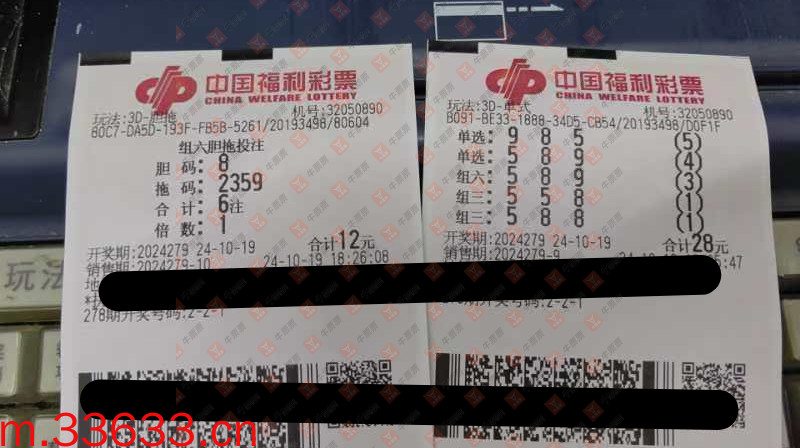 中国福利彩票
CHINA WELFARE LOTTERY
玩法:3D-胆拖 机号:32050890
80C7-DA5D-193F-FB5B-5261/20193498/80604
组六胆拖投注
胆 码: 8
拖 码: 2359
合 计: 6注
倍 数: 1
开奖期:2024279 24-10-19 合计12元
销售期:2024279-10 24-10-19 18:26:08
278期开奖号码:2-2-1
中国福利彩票
CHINA WELFARE LOTTERY
玩法:3D-单式 机号:32050890
B091-BE33-1888-34D5-CB54/20193498/D0F1F
单选: 9 8 5 (5)
单选: 5 8 9 (4)
组六: 5 8 9 (3)
组三: 5 5 8 (1)
组三: 5 8 8 (1)
开奖期:2024279 24-10-19 合计28元
销售期:2024279-9
期开奖号码:2-2-1
玩法
m.33633.cn